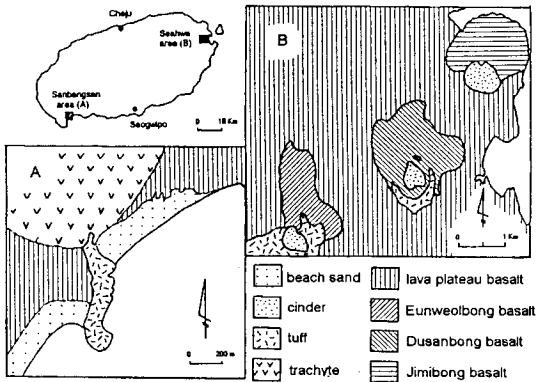 Cheju
Seahwa
area (B)
Sanbangsan
area (A)
Seogwipo
0 18 Km
A
0 200 m
B
0 1 Km
beach sand
cinder
tuff
trachyte
lava plateau basalt
Eunweolbong basalt
Dusanbong basalt
Jimibong basalt